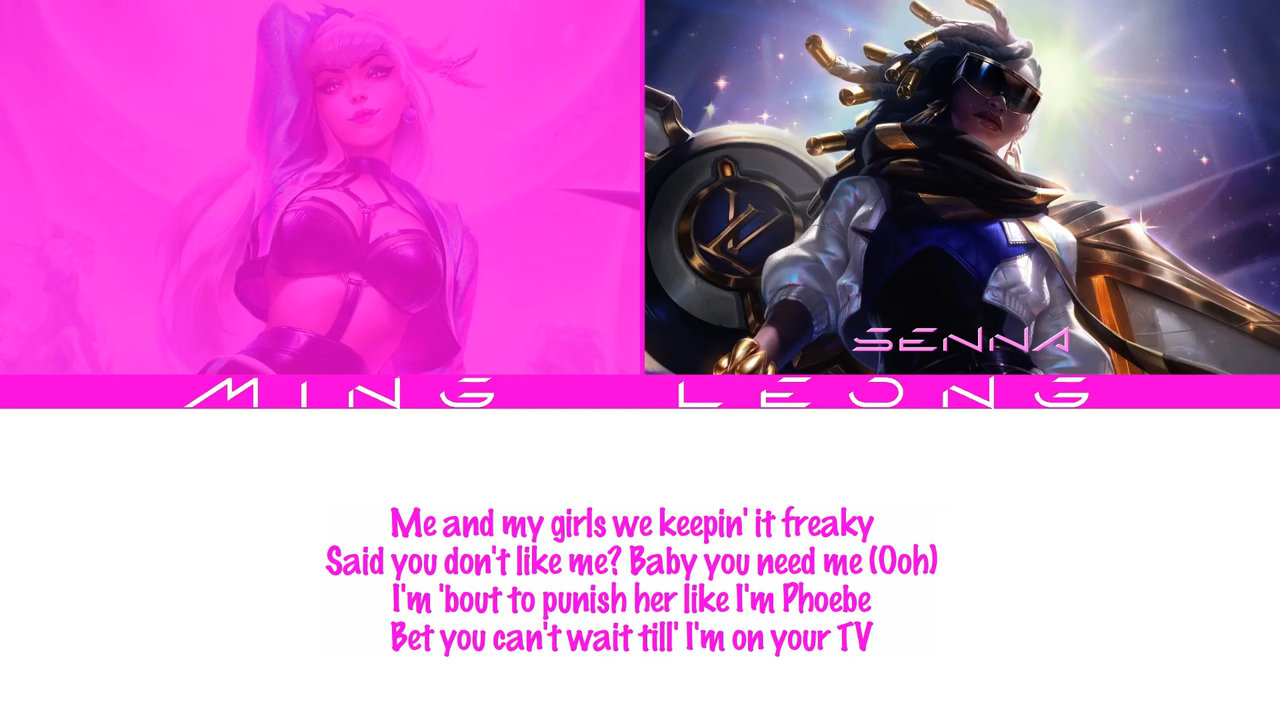 SENNA
MING LEONG
Me and my girls we keepin' it freaky
Said you don't like me? Baby you need me (Ooh)
I'm 'bout to punish her like I'm Phoebe
Bet you can't wait till' I'm on your TV